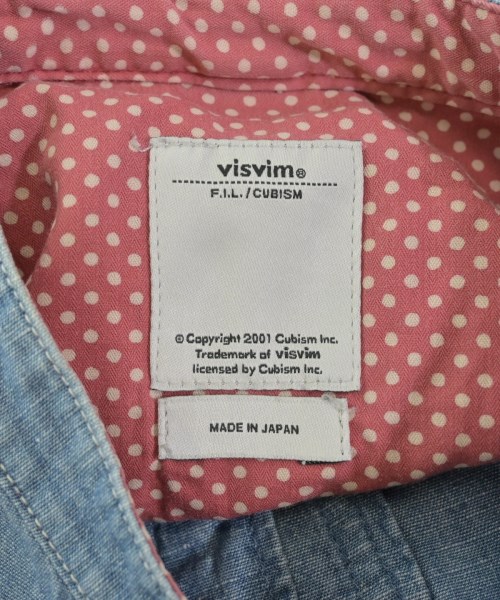 visvim®
F.I.L./CUBISM
© Copyright 2001 Cubism Inc.
Trademark of visvim
licensed by Cubism Inc.
MADE IN JAPAN